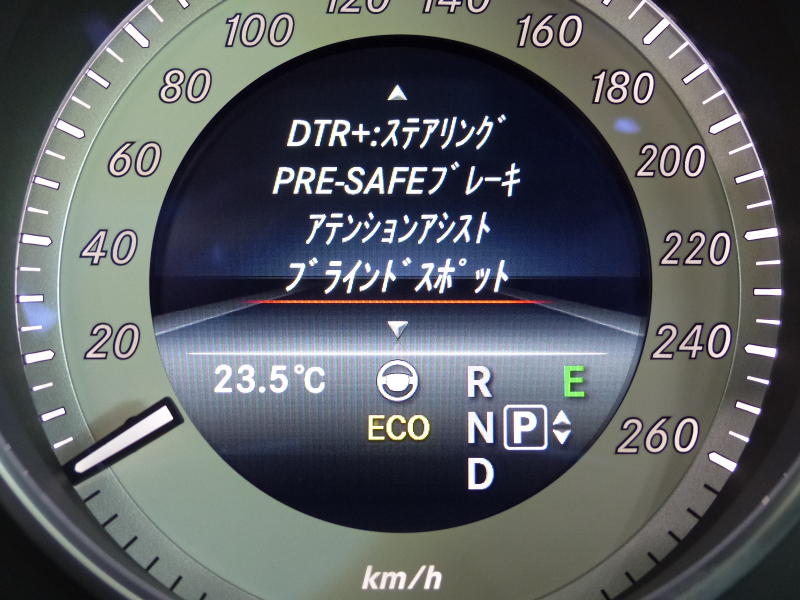 120 140
100 160
80 180
60 200
40 220
20 240
260
DTR+:ｽﾃｱﾘﾝｸﾞ
PRE-SAFEﾌﾞﾚｰｷ
ｱﾃﾝｼｮﾝｱｼｽﾄ
ﾌﾞﾗｲﾝﾄﾞｽﾎﾟｯﾄ
23.5℃
R E
ECO N P
D
km/h